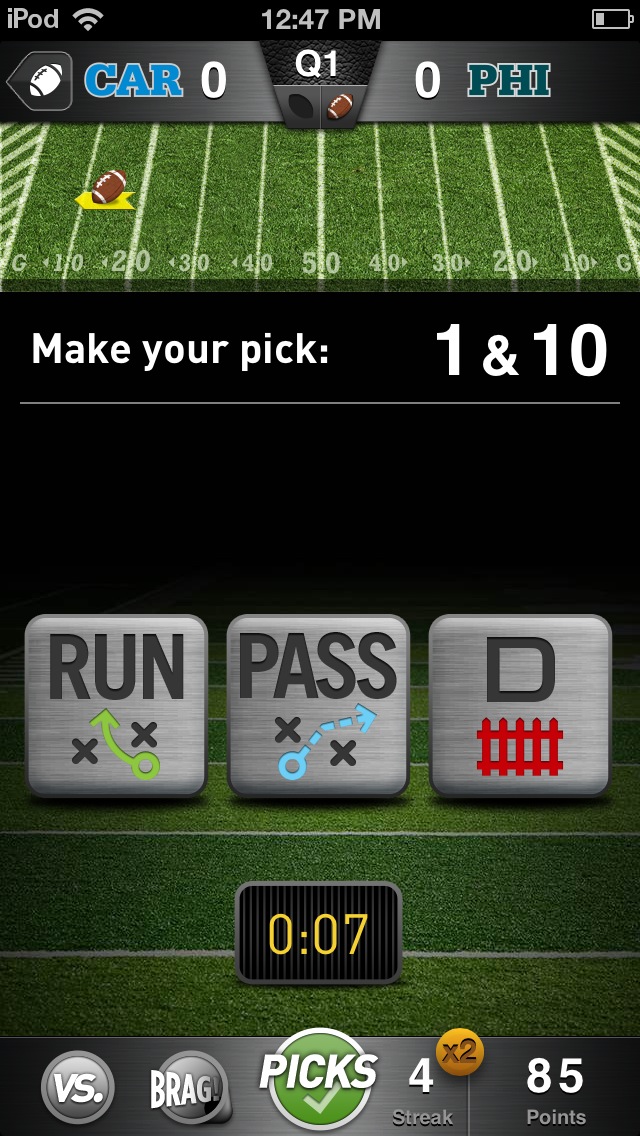 iPod 12:47 PM
CAR 0 Q1 0 PHI
G 10 20 30 40 50 40 30 20 10 G
Make your pick: 1 & 10
RUN PASS D
0:07
VS. BRAG! PICKS 4 x2 85
Streak Points